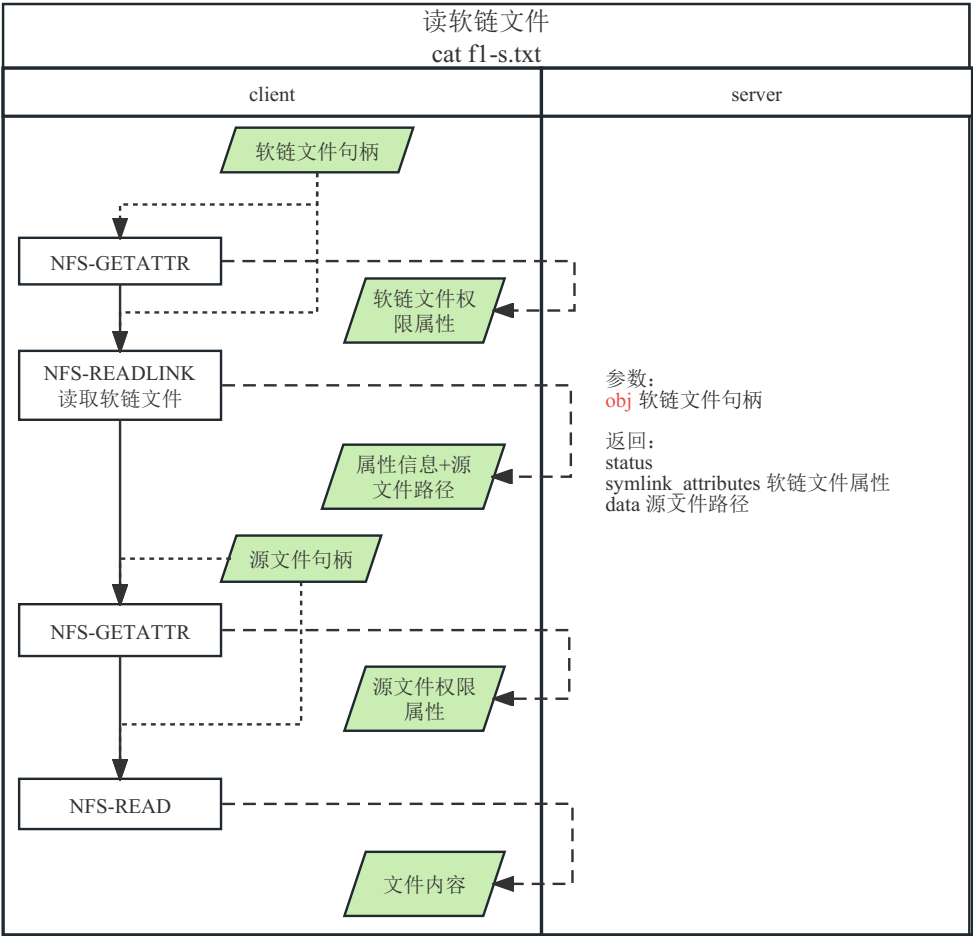 读软链文件
cat f1-s.txt
client
server
软链文件句柄
NFS-GETATTR
软链文件权
限属性
NFS-READLINK
读取软链文件
参数：
obj 软链文件句柄
返回：
status
symlink_attributes 软链文件属性
data 源文件路径
属性信息+源
文件路径
源文件句柄
NFS-GETATTR
源文件权限
属性
NFS-READ
文件内容